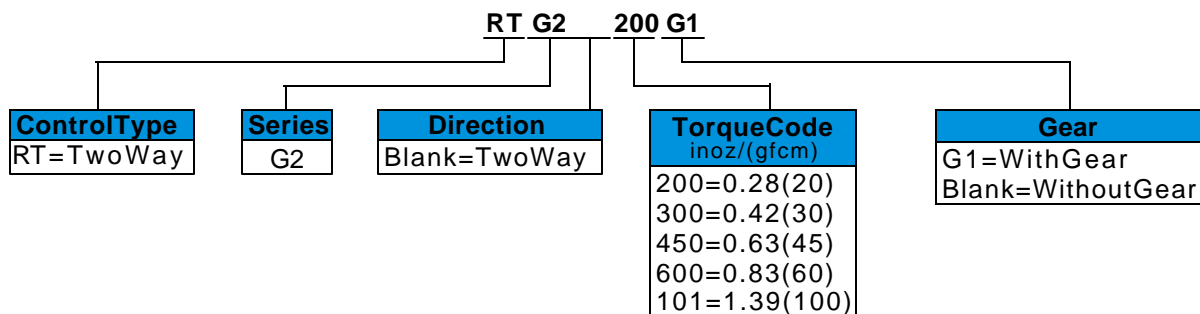 RT G2 200 G1
ControlType
RT=TwoWay
Series
G2
Direction
Blank=TwoWay
TorqueCode
inoz/(gfcm)
200=0.28(20)
300=0.42(30)
450=0.63(45)
600=0.83(60)
101=1.39(100)
Gear
G1=WithGear
Blank=WithoutGear